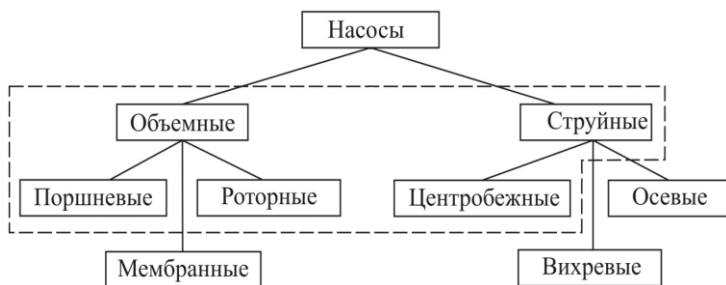 Насосы
Объемные
Струйные
Поршневые
Роторные
Центробежные
Осевые
Мембранные
Вихревые